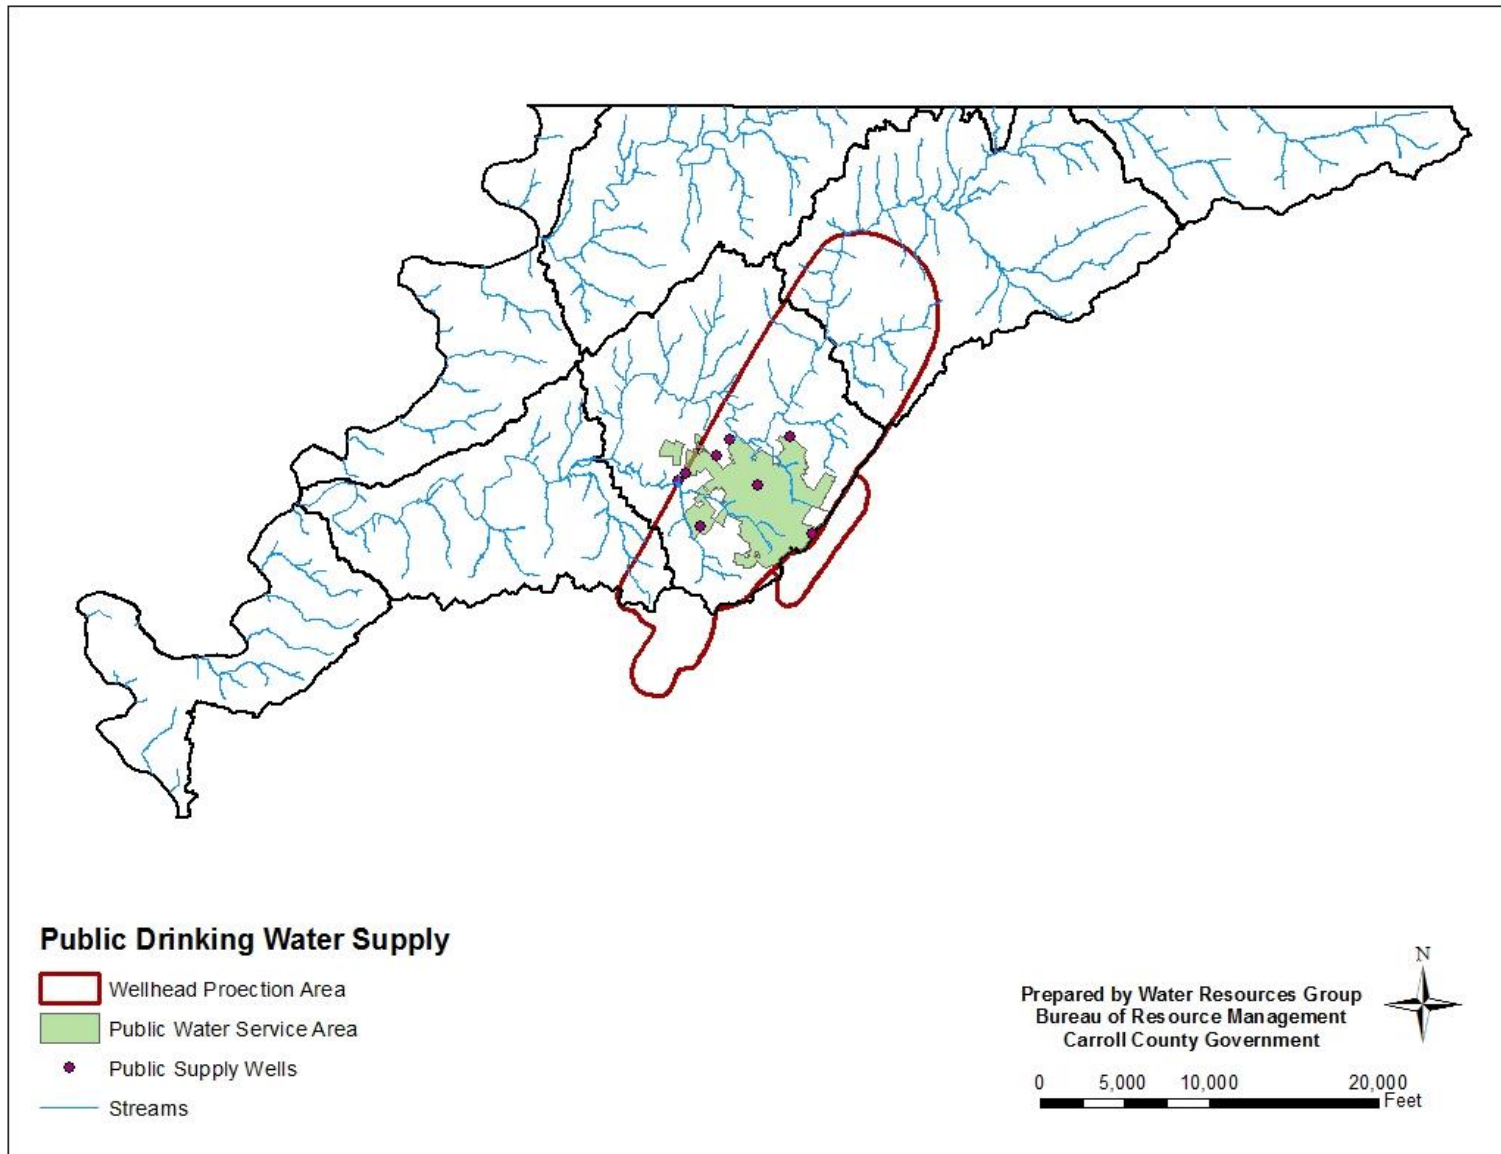 Public Drinking Water Supply
Wellhead Proection Area
Public Water Service Area
Public Supply Wells
Streams
N
Prepared by Water Resources Group
Bureau of Resource Management
Carroll County Government
0 5,000 10,000 20,000
Feet